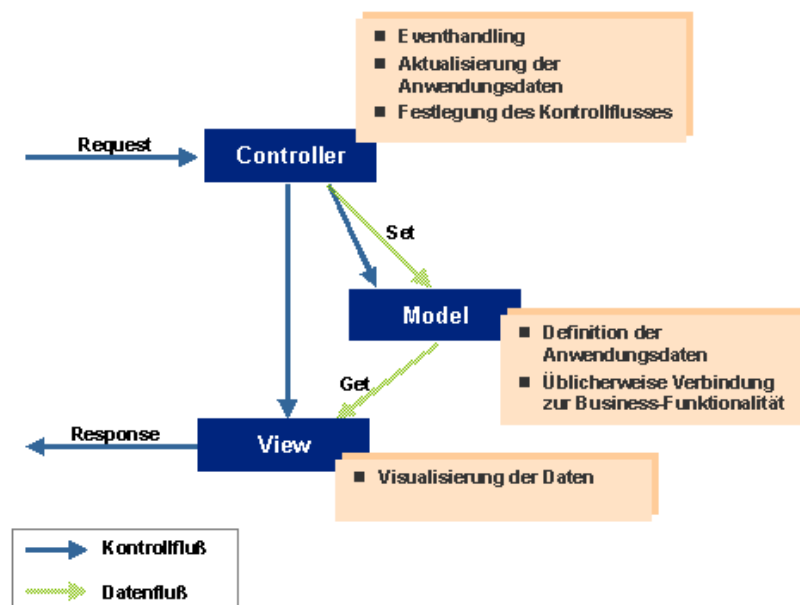 ■ Eventhandling
■ Aktualisierung der
Anwendungsdaten
■ Festlegung des Kontrollflusses
Request
Controller
Set
Model
■ Definition der
Anwendungsdaten
■ Üblicherweise Verbindung
zur Business-Funktionalität
Get
Response
View
■ Visualisierung der Daten
Kontrollfluß
Datenfluß